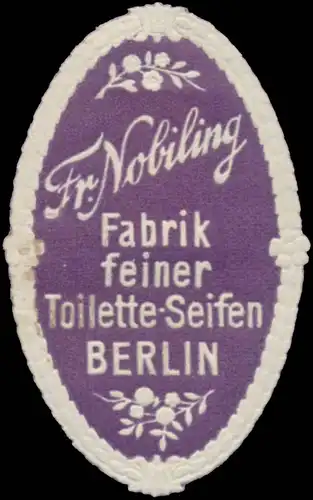 Fr. Nobiling
Fabrik
feiner
Toilette-Seifen
BERLIN